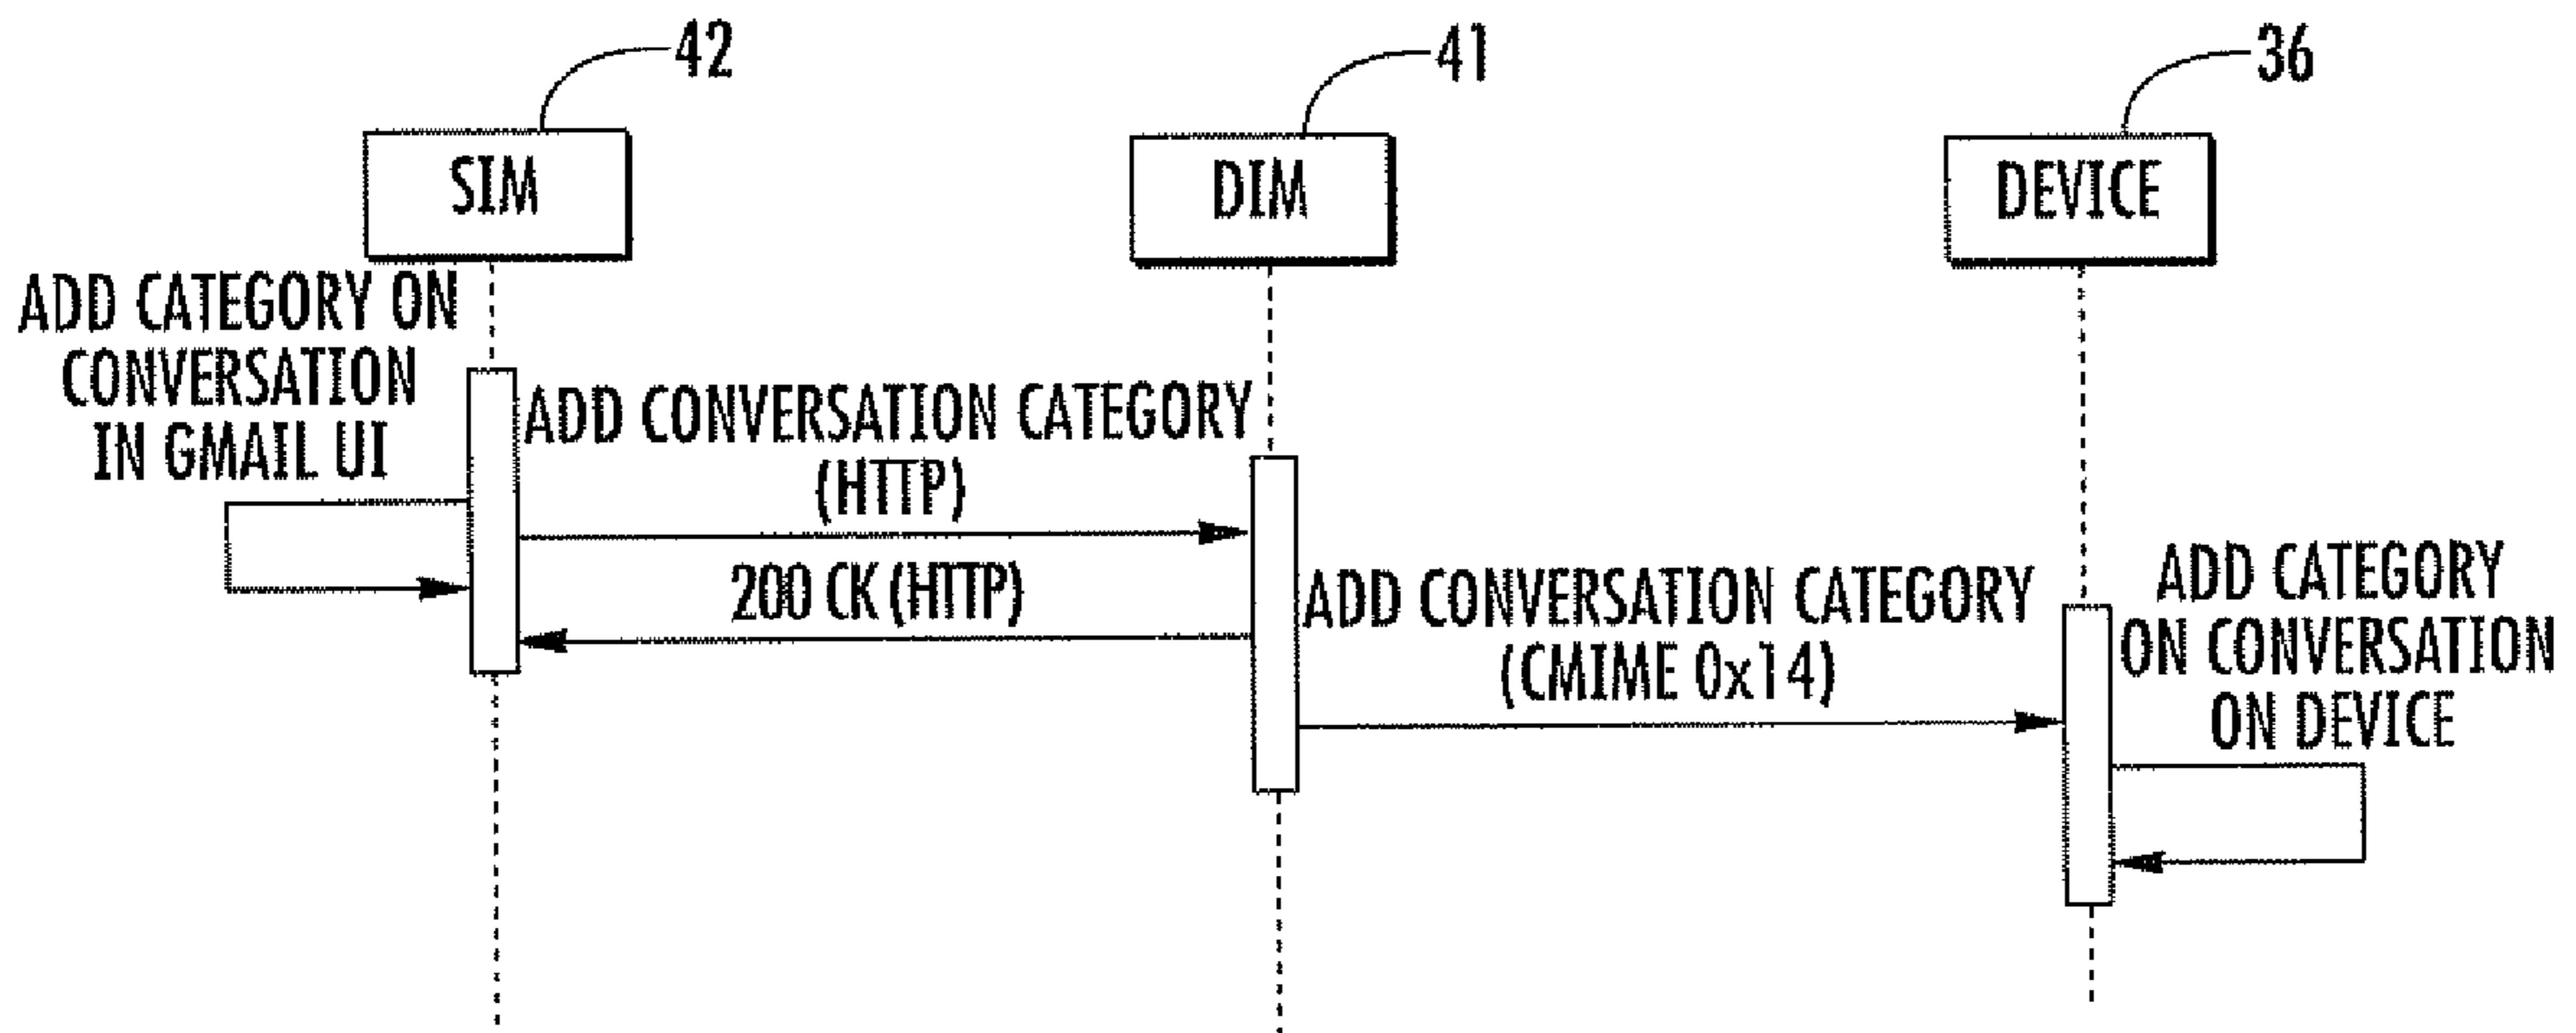 42
41
36
SIM
DIM
DEVICE
ADD CATEGORY ON
CONVERSATION
IN GMAIL UI
ADD CONVERSATION CATEGORY
(HTTP)
200 CK (HTTP)
ADD CONVERSATION CATEGORY
(CMIME 0x14)
ADD CATEGORY
ON CONVERSATION
ON DEVICE